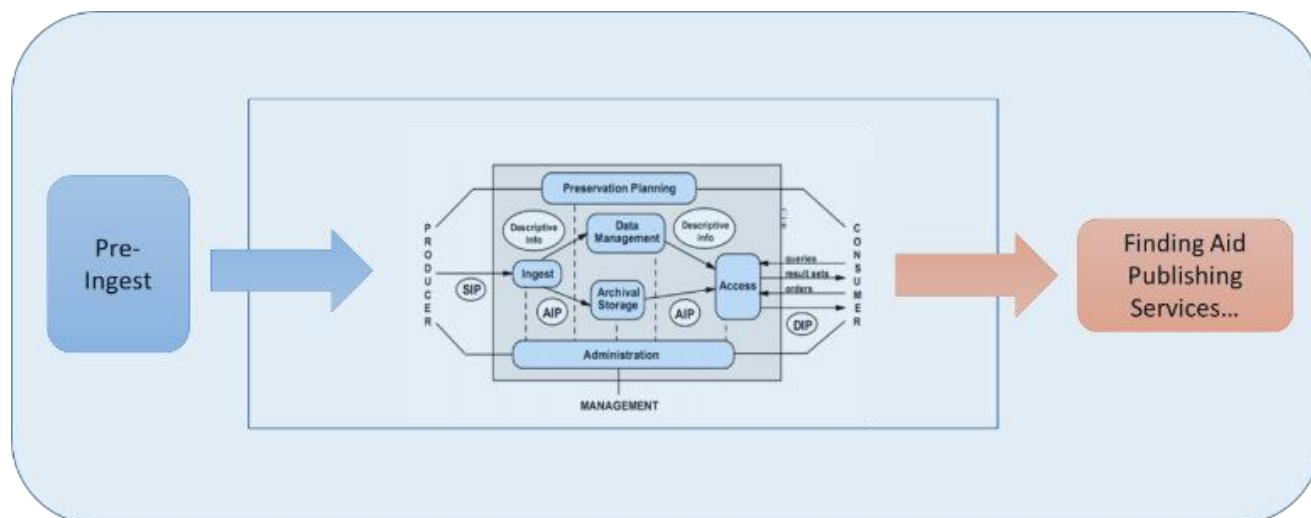 Pre-
Ingest
P
R
O
D
U
C
E
R
Preservation Planning
Descriptive
Info
Data
Management
Descriptive
Info
Ingest
SIP
AIP
Archival
Storage
AIP
Access
queries
result sets
orders
DIP
Administration
MANAGEMENT
C
O
N
S
U
M
E
R
Finding Aid
Publishing
Services...